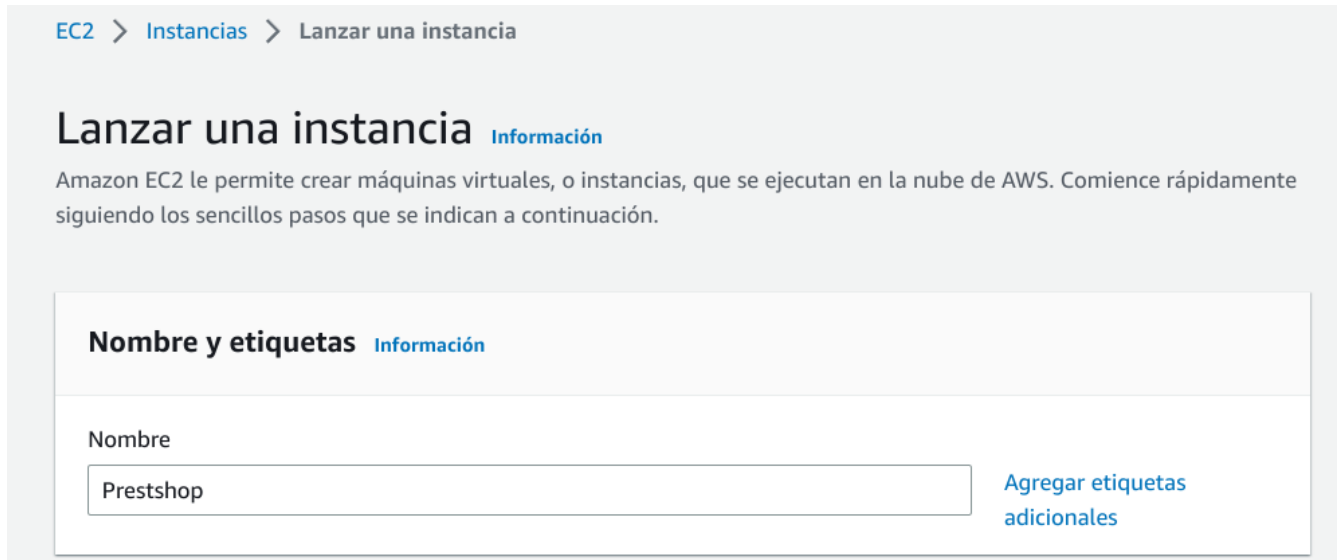 EC2 > Instancias > Lanzar una instancia
Lanzar una instancia Información
Amazon EC2 le permite crear máquinas virtuales, o instancias, que se ejecutan en la nube de AWS. Comience rápidamente
siguiendo los sencillos pasos que se indican a continuación.
Nombre y etiquetas Información
Nombre
Prestshop
Agregar etiquetas
adicionales